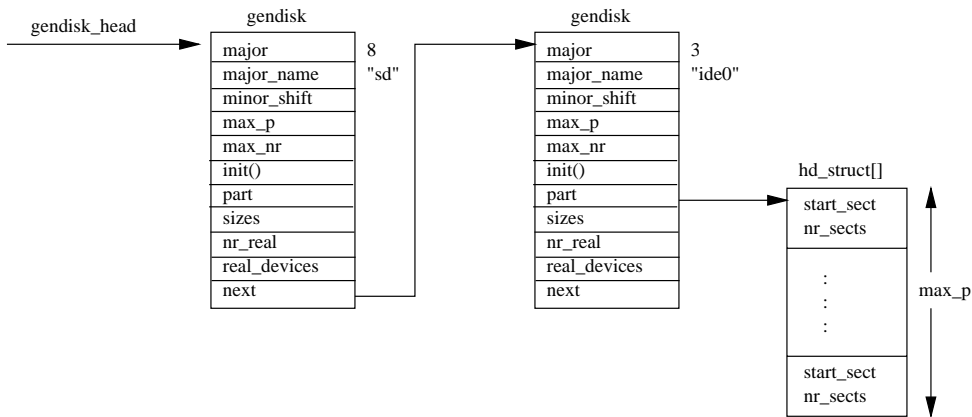 gendisk_head
gendisk
major
8
major_name
"sd"
minor_shift
max_p
max_nr
init()
part
sizes
nr_real
real_devices
next
gendisk
major
3
major_name
"ide0"
minor_shift
max_p
max_nr
init()
part
sizes
nr_real
real_devices
next
hd_struct[]
start_sect
nr_sects
:
:
:
start_sect
nr_sects
max_p